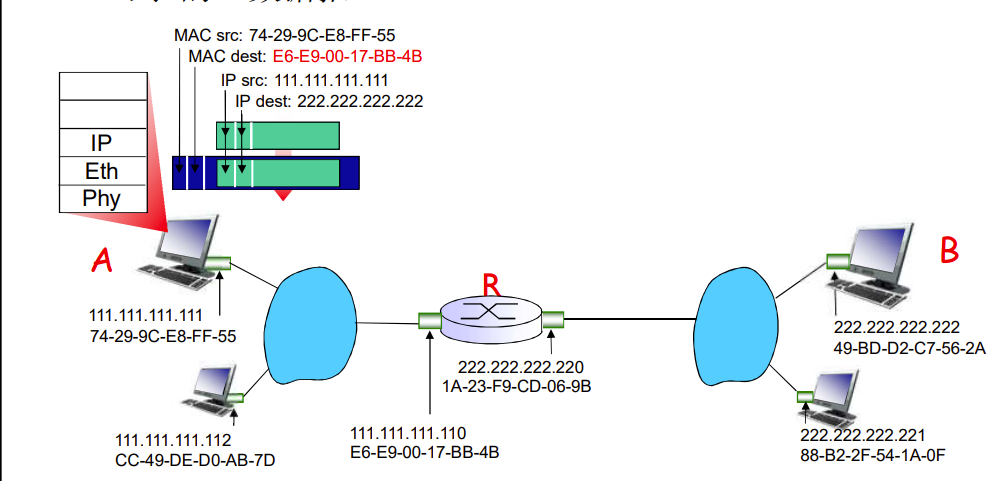 MAC src: 74-29-9C-E8-FF-55
MAC dest: E6-E9-00-17-BB-4B
IP src: 111.111.111.111
IP dest: 222.222.222.222
IP
Eth
Phy
A
R
B
111.111.111.111
74-29-9C-E8-FF-55
222.222.222.222
49-BD-D2-C7-56-2A
222.222.222.220
1A-23-F9-CD-06-9B
111.111.111.112
CC-49-DE-D0-AB-7D
111.111.111.110
E6-E9-00-17-BB-4B
222.222.222.221
88-B2-2F-54-1A-0F